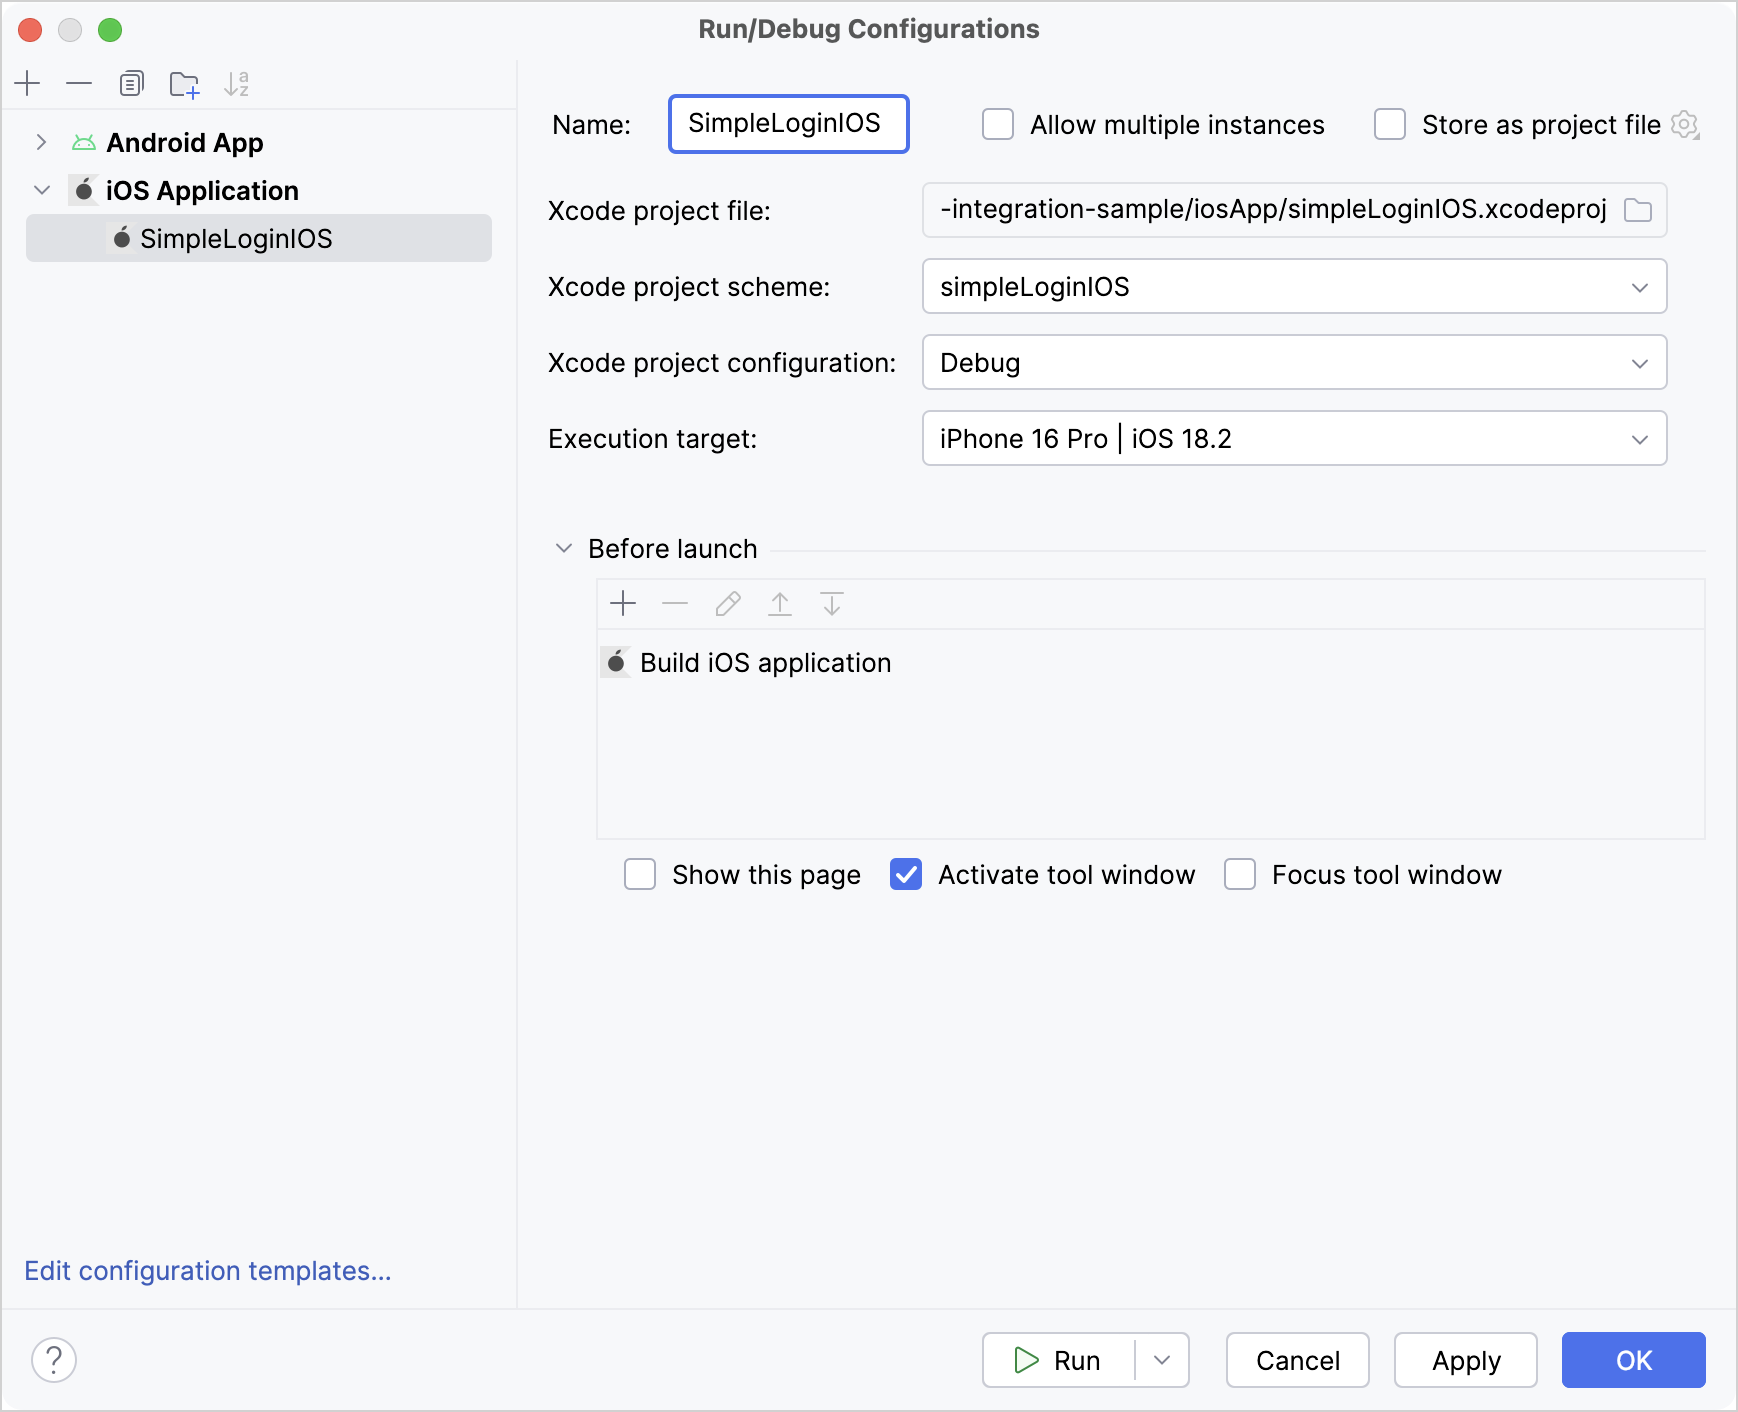 Run/Debug Configurations
Android App
iOS Application
SimpleLoginIOS
Edit configuration templates...
Name: SimpleLoginIOS Allow multiple instances Store as project file
Xcode project file: -integration-sample/iosApp/simpleLoginIOS.xcodeproj
Xcode project scheme: simpleLoginIOS
Xcode project configuration: Debug
Execution target: iPhone 16 Pro | iOS 18.2
Before launch
Build iOS application
Show this page Activate tool window Focus tool window
? Run Cancel Apply OK